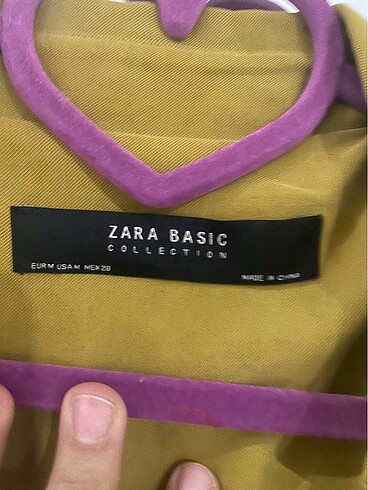 ZARA BASIC
COLLECTION
EUR M USA M MEX 28
MADE IN CHINA